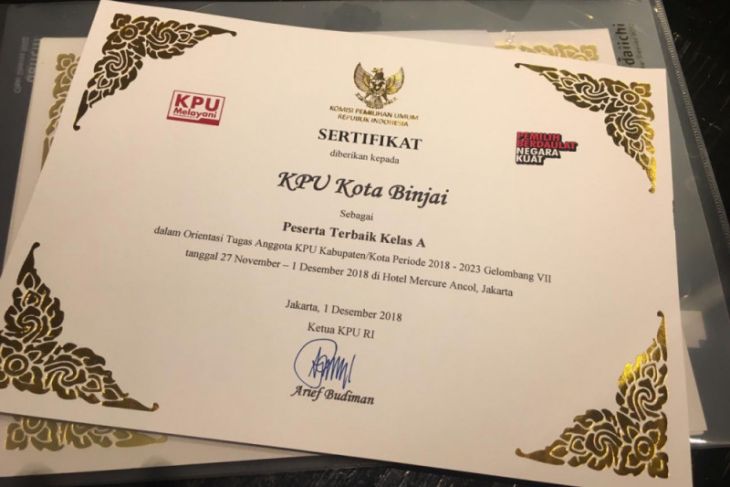 KPU
Melayani
KOMISI PEMILIHAN UMUM
REPUBLIK INDONESIA
SERTIFIKAT
diberikan kepada
PEMILIH
BERDAULAT
NEGARA
KUAT
KPU Kota Binjai
Sebagai
Peserta Terbaik Kelas A
dalam Orientasi Tugas Anggota KPU Kabupaten/Kota Periode 2018 - 2023 Gelombang VII
tanggal 27 November – 1 Desember 2018 di Hotel Mercure Ancol, Jakarta
Jakarta, 1 Desember 2018
Ketua KPU RI
Arief Budiman
daiichi